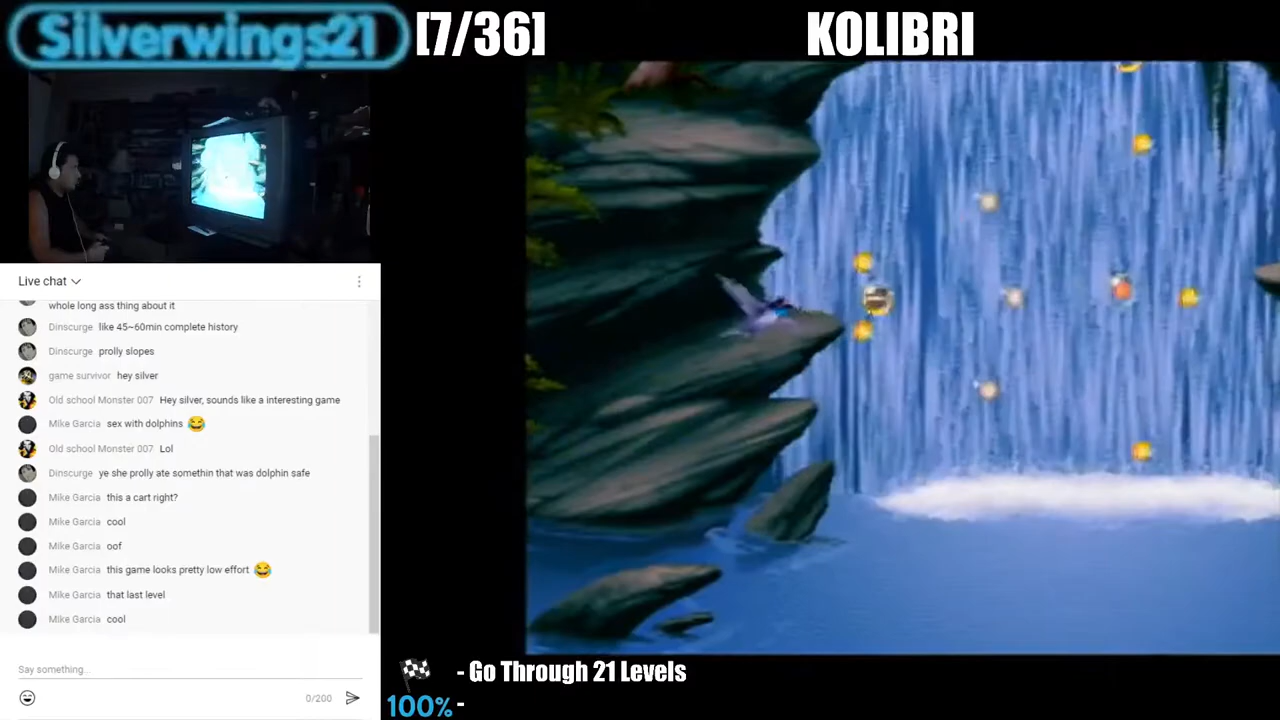 Silverwings21 [7/36] KOLIBRI
Live chat
whole long ass thing about it
Dinscurge like 45~60min complete history
Dinscurge prolly slopes
game survivor hey silver
Old school Monster 007 Hey silver, sounds like a interesting game
Mike Garcia sex with dolphins 😂
Old school Monster 007 Lol
Dinscurge ye she prolly ate somethin that was dolphin safe
Mike Garcia this a cart right?
Mike Garcia cool
Mike Garcia oof
Mike Garcia this game looks pretty low effort 😂
Mike Garcia that last level
Mike Garcia cool
Say something...
0/200
- Go Through 21 Levels
100% -